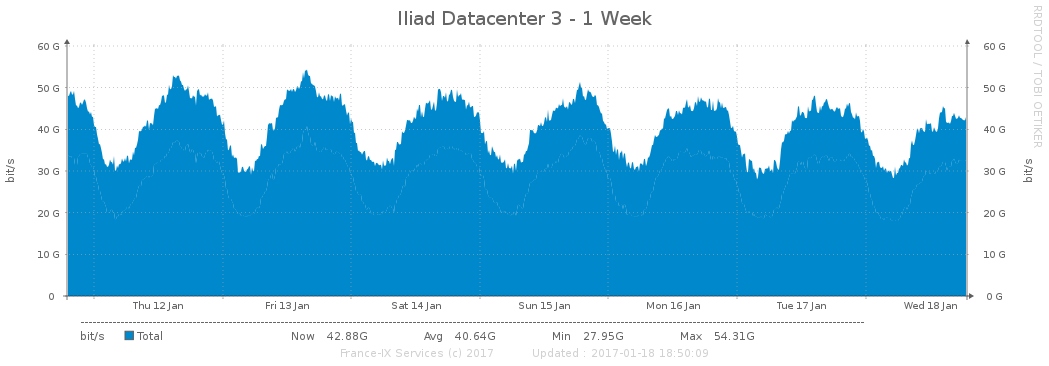 Iliad Datacenter 3 - 1 Week
RRDTOOL / TOBI OETIKER
60 G 60 G
50 G 50 G
40 G 40 G
30 G 30 G
20 G 20 G
10 G 10 G
0 0 G
bit/s bit/s
Thu 12 Jan Fri 13 Jan Sat 14 Jan Sun 15 Jan Mon 16 Jan Tue 17 Jan Wed 18 Jan
bit/s Total Now 42.88G Avg 40.64G Min 27.95G Max 54.31G
France-IX Services (c) 2017 Updated : 2017-01-18 18:50:09